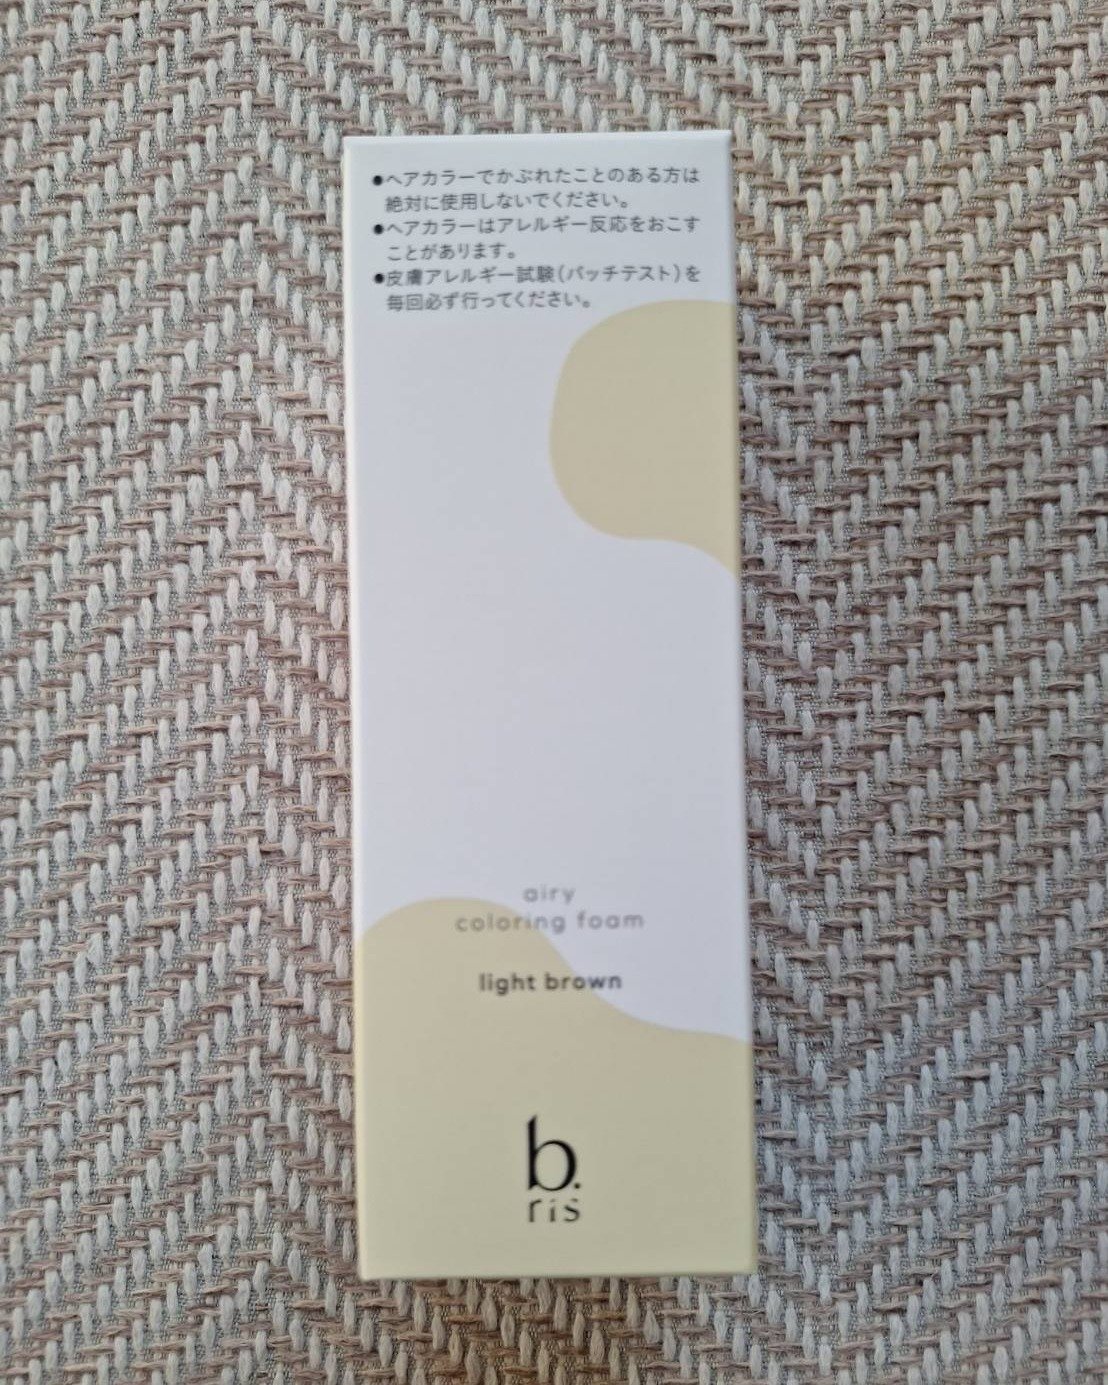 ●ヘアカラーでかぶれたことのある方は
絶対に使用しないでください。
●ヘアカラーはアレルギー反応をおこす
ことがあります。
●皮膚アレルギー試験(パッチテスト)を
毎回必ず行ってください。
airy
coloring foam
light brown
b.
ris